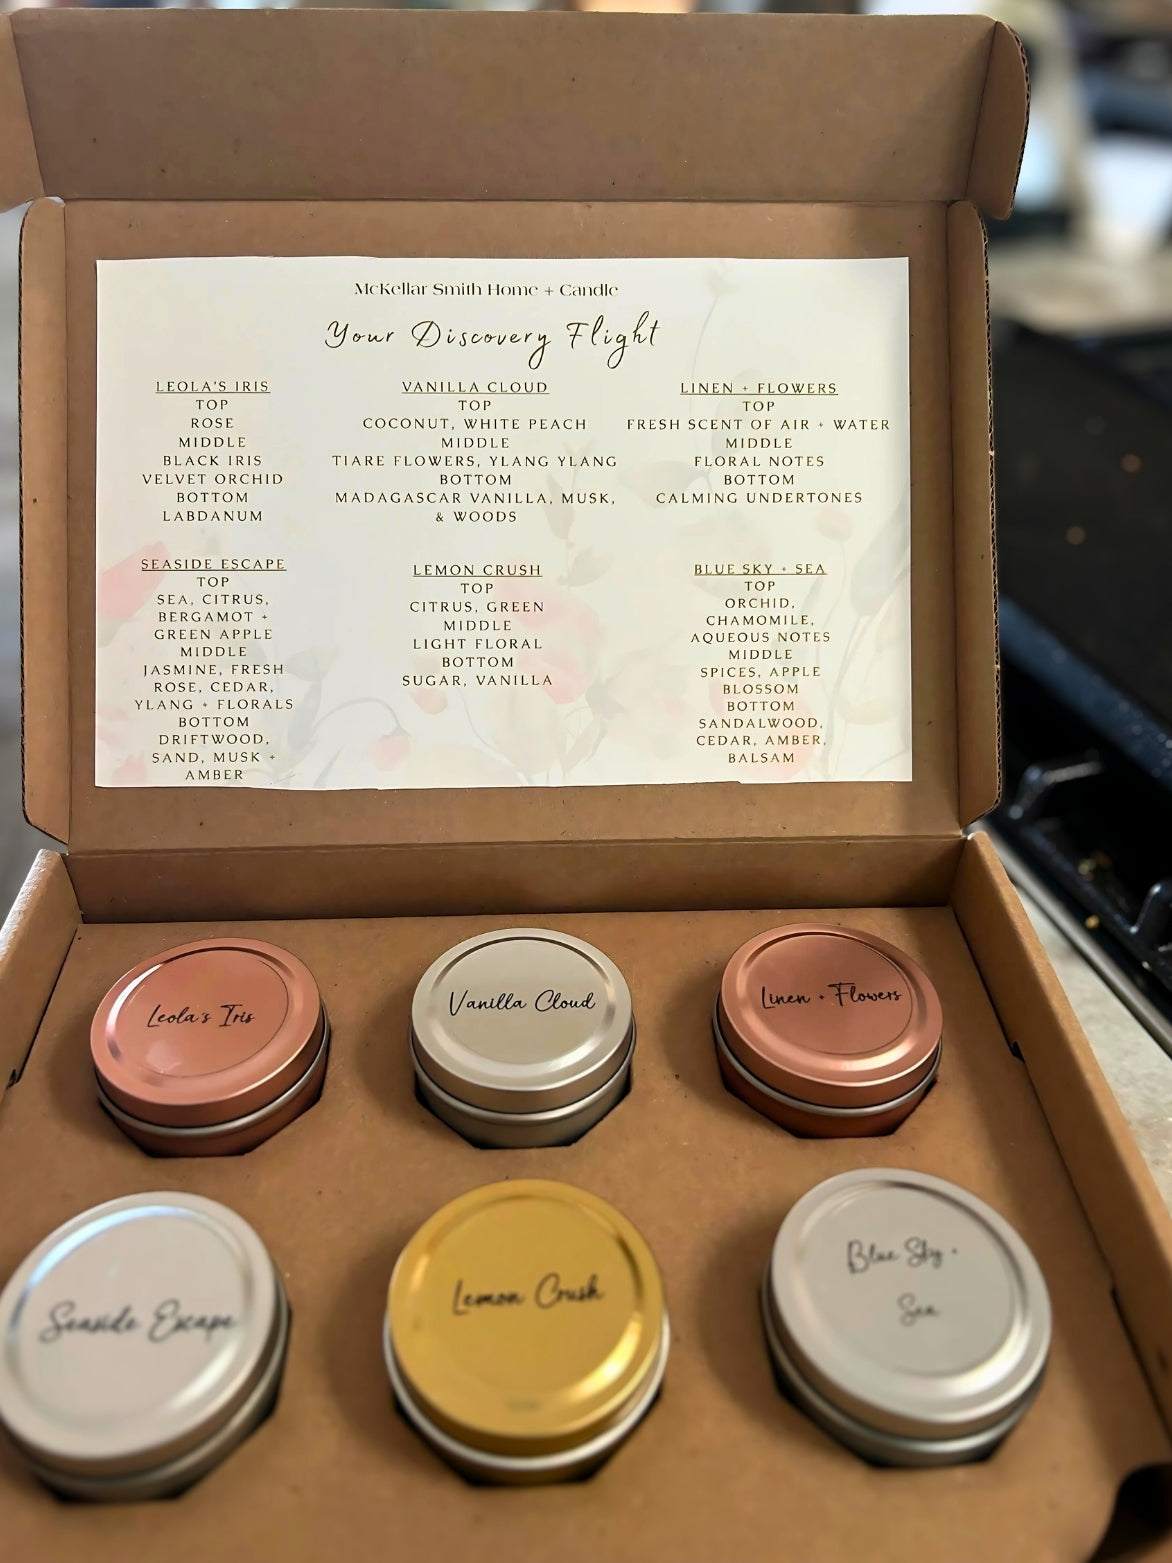 McKellar Smith Home + Candle
Your Discovery Flight
LEOLA'S IRIS
TOP
ROSE
MIDDLE
BLACK IRIS
VELVET ORCHID
BOTTOM
LABDANUM
VANILLA CLOUD
TOP
COCONUT, WHITE PEACH
MIDDLE
TIARE FLOWERS, YLANG YLANG
BOTTOM
MADAGASCAR VANILLA, MUSK,
& WOODS
LINEN + FLOWERS
TOP
FRESH SCENT OF AIR + WATER
MIDDLE
FLORAL NOTES
BOTTOM
CALMING UNDERTONES
SEASIDE ESCAPE
TOP
SEA, CITRUS,
BERGAMOT +
GREEN APPLE
MIDDLE
JASMINE, FRESH
ROSE, CEDAR,
YLANG + FLORALS
BOTTOM
DRIFTWOOD,
SAND, MUSK +
AMBER
LEMON CRUSH
TOP
CITRUS, GREEN
MIDDLE
LIGHT FLORAL
BOTTOM
SUGAR, VANILLA
BLUE SKY + SEA
TOP
ORCHID,
CHAMOMILE,
AQUEOUS NOTES
MIDDLE
SPICES, APPLE
BLOSSOM
BOTTOM
SANDALWOOD,
CEDAR, AMBER,
BALSAM
Leola's Iris
Vanilla Cloud
Linen + Flowers
Seaside Escape
Lemon Crush
Blue Sky +
Sea